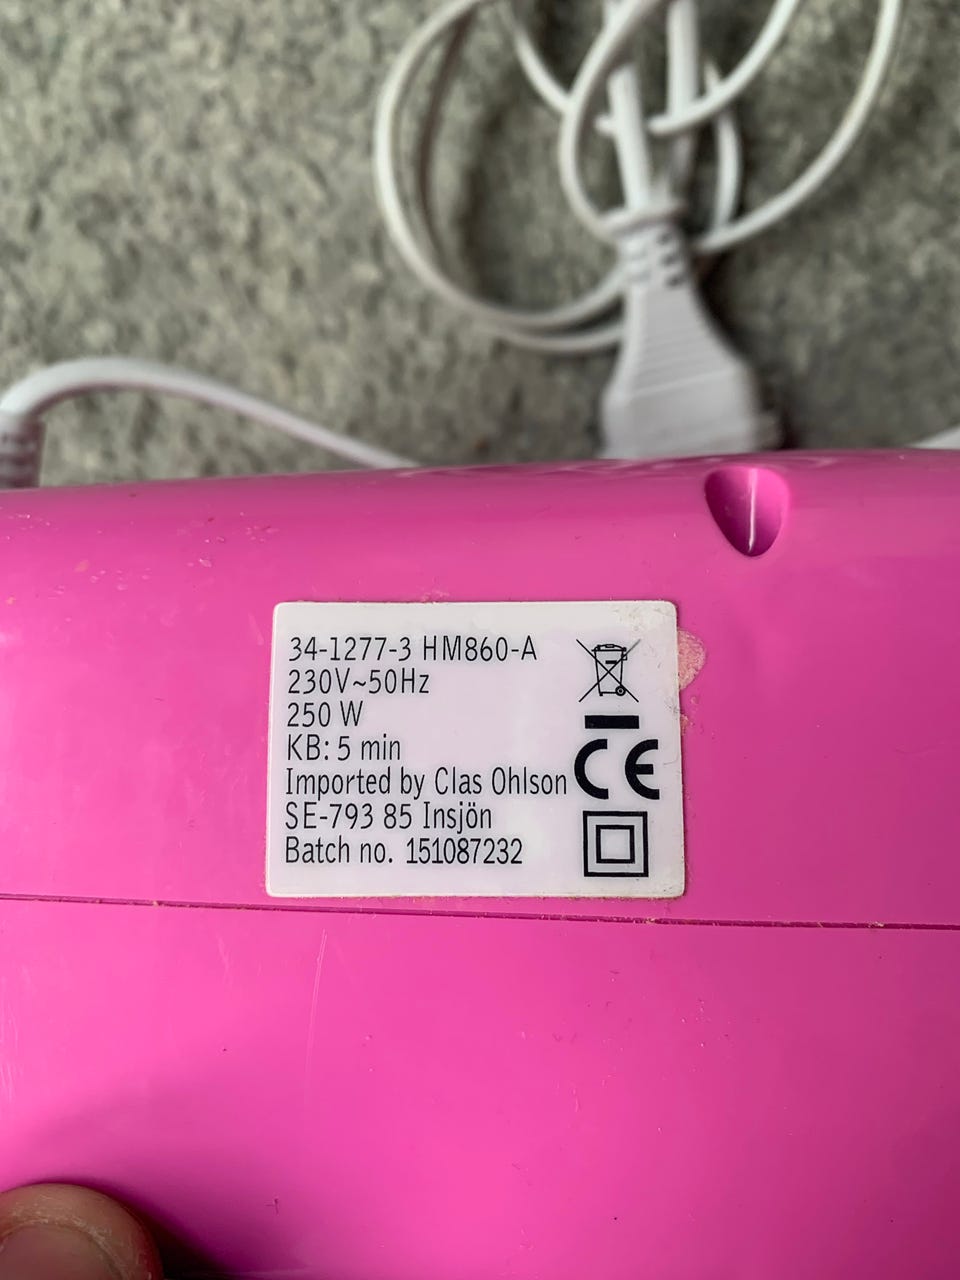 34-1277-3 HM860-A
230V~50Hz
250 W
KB: 5 min
Imported by Clas Ohlson
SE-793 85 Insjön
Batch no. 151087232
CE